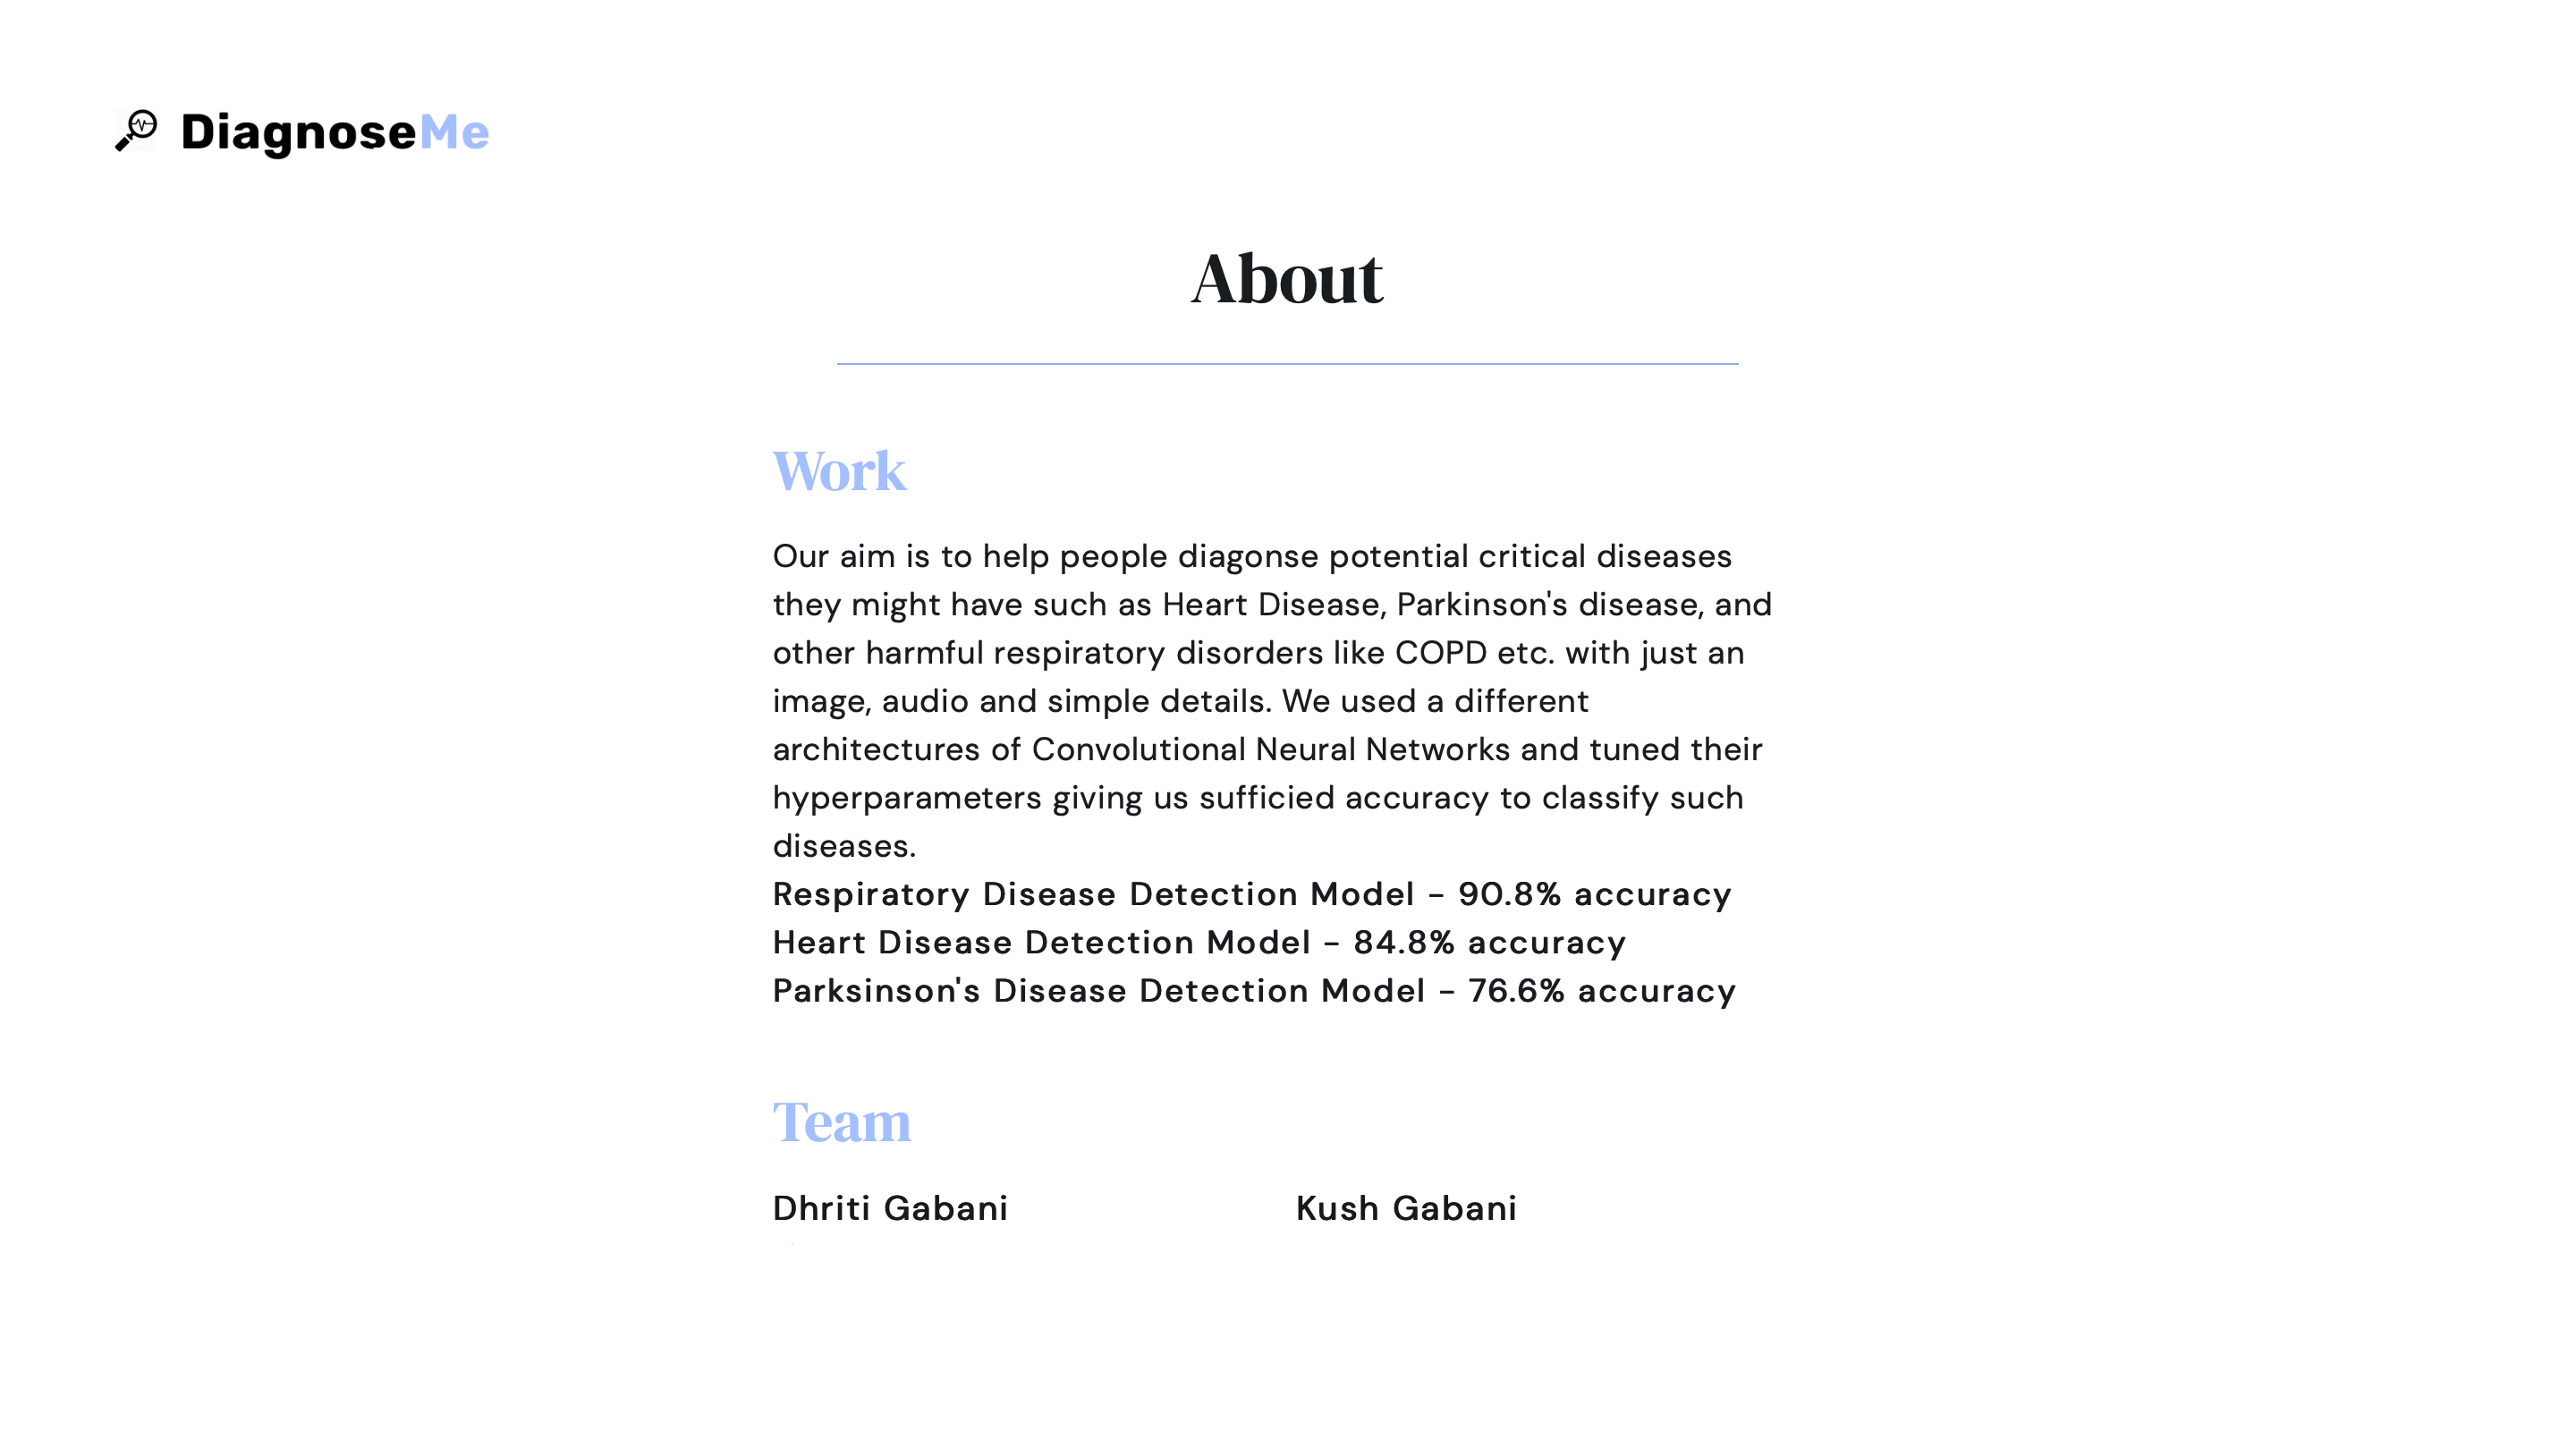 DiagnoseMe
About
Work
Our aim is to help people diagonse potential critical diseases
they might have such as Heart Disease, Parkinson's disease, and
other harmful respiratory disorders like COPD etc. with just an
image, audio and simple details. We used a different
architectures of Convolutional Neural Networks and tuned their
hyperparameters giving us sufficied accuracy to classify such
diseases.
Respiratory Disease Detection Model - 90.8% accuracy
Heart Disease Detection Model - 84.8% accuracy
Parksinson's Disease Detection Model - 76.6% accuracy
Team
Dhriti Gabani
Kush Gabani